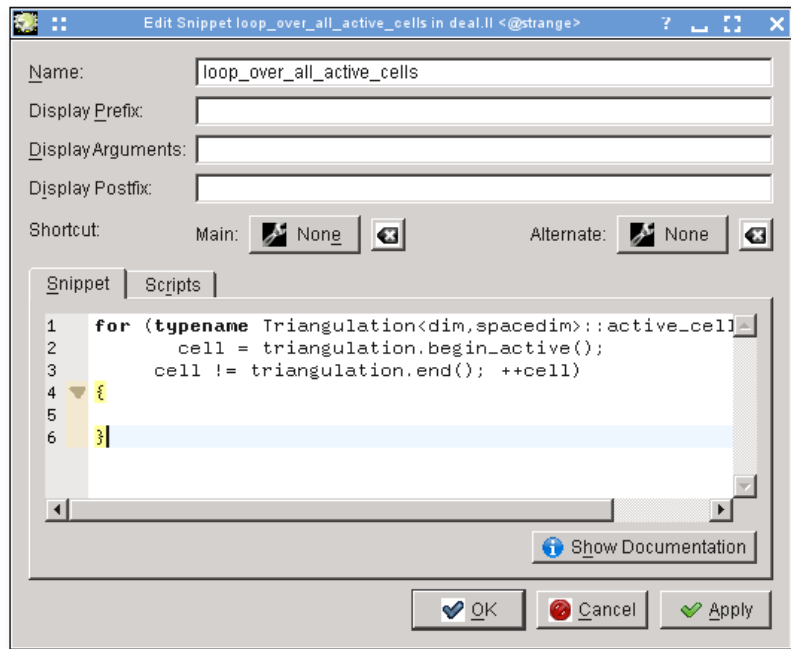 Edit Snippet loop_over_all_active_cells in deal.II <@strange>
Name: loop_over_all_active_cells
Display Prefix:
Display Arguments:
Display Postfix:
Shortcut: Main: None Alternate: None
Snippet Scripts
1 for (typename Triangulation<dim,spacedim>::active_cell
2 cell = triangulation.begin_active();
3 cell != triangulation.end(); ++cell)
4 {
5
6 }
Show Documentation
OK Cancel Apply